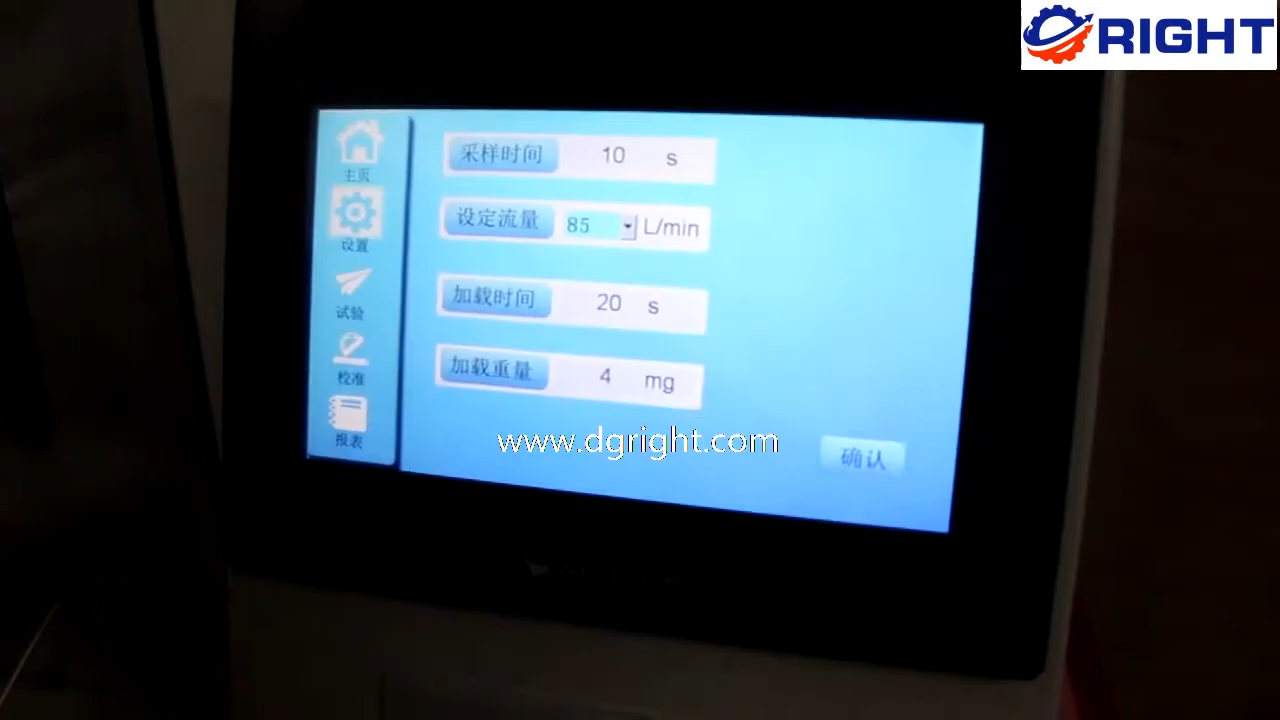 RIGHT
主页
设置
试验
校准
报表
采样时间 10 s
设定流量 85 L/min
加载时间 20 s
加载重量 4 mg
www.dgright.com
确认